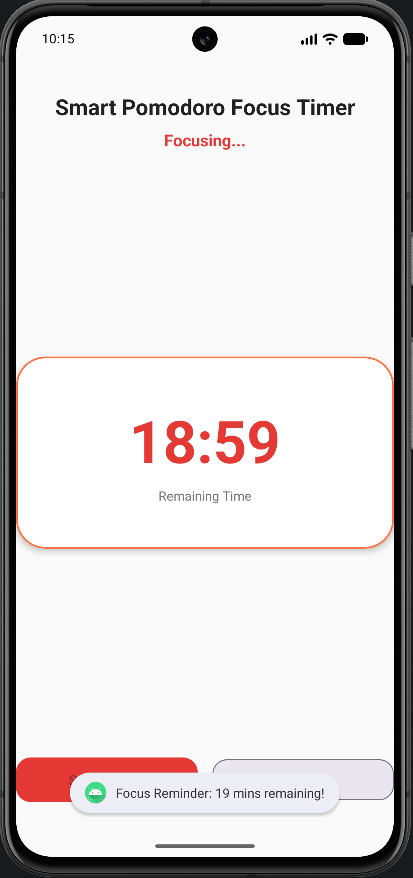 10:15
Smart Pomodoro Focus Timer
Focusing...
18:59
Remaining Time
Focus Reminder: 19 mins remaining!